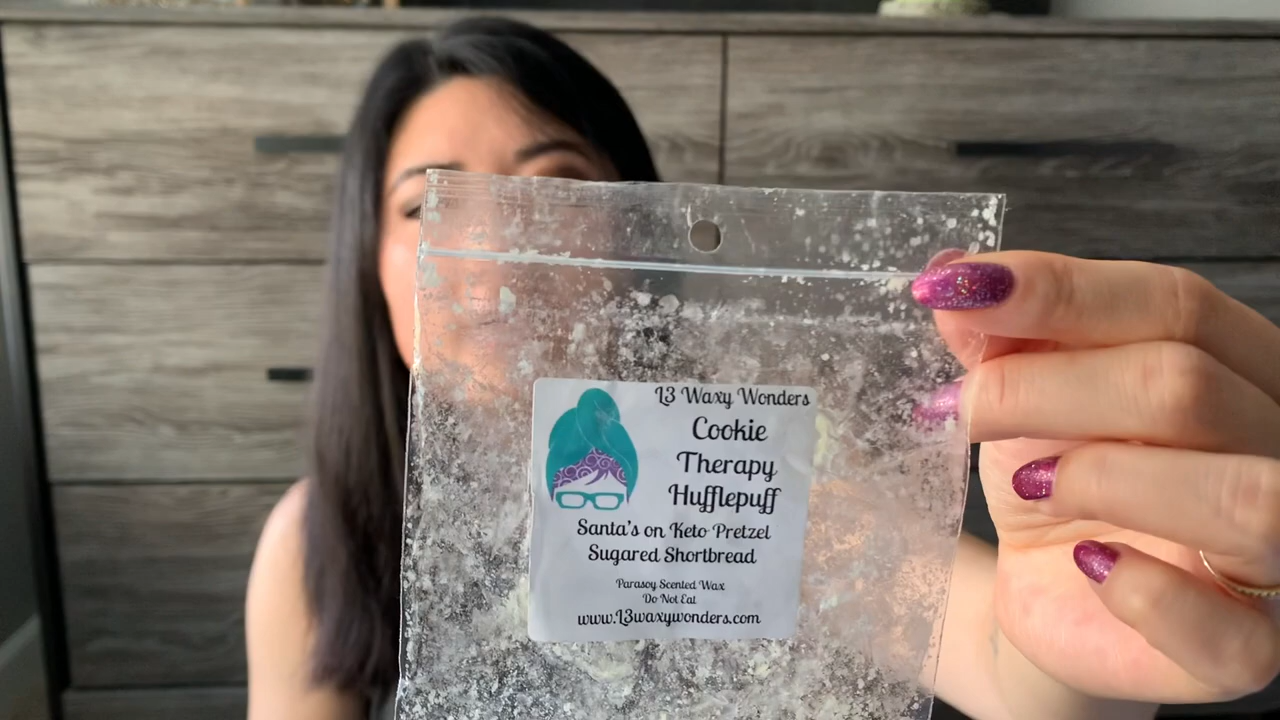 L3 Waxy Wonders
Cookie
Therapy
Hufflepuff
Santa's on Keto Pretzel
Sugared Shortbread
Parasoy Scented Wax
Do Not Eat
www.L3waxywonders.com